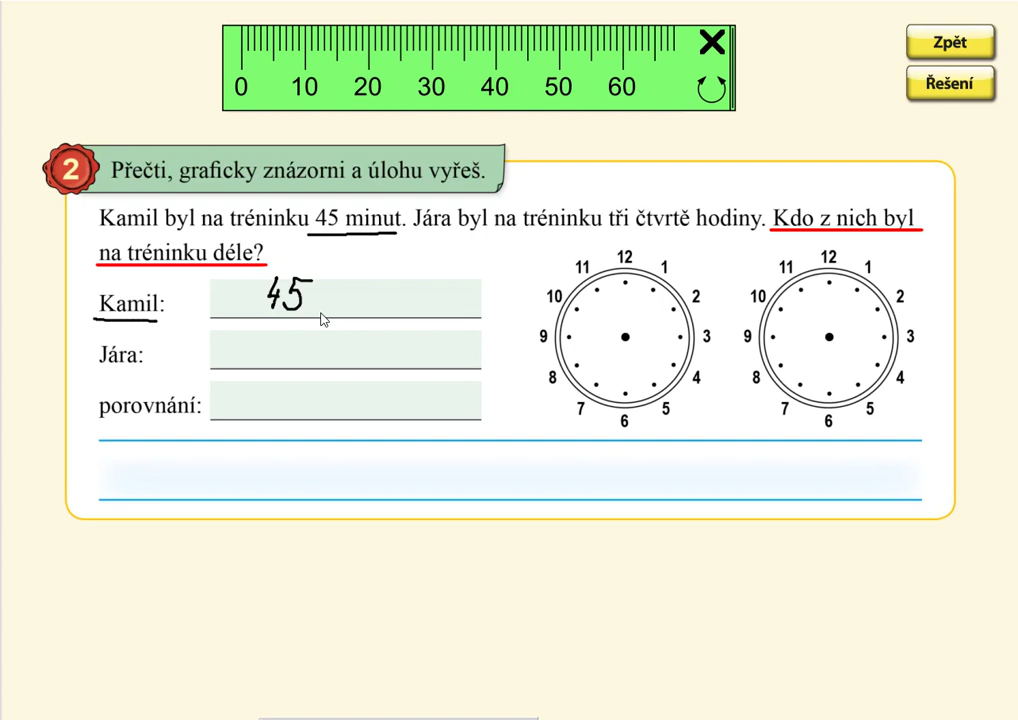 0 10 20 30 40 50 60
Zpět
Řešení
2 Přečti, graficky znázorni a úlohu vyřeš.
Kamil byl na tréninku 45 minut. Jára byl na tréninku tři čtvrtě hodiny. Kdo z nich byl
na tréninku déle?
Kamil: 45
Jára:
porovnání:
12 1 2 3 4 5 6 7 8 9 10 11
12 1 2 3 4 5 6 7 8 9 10 11